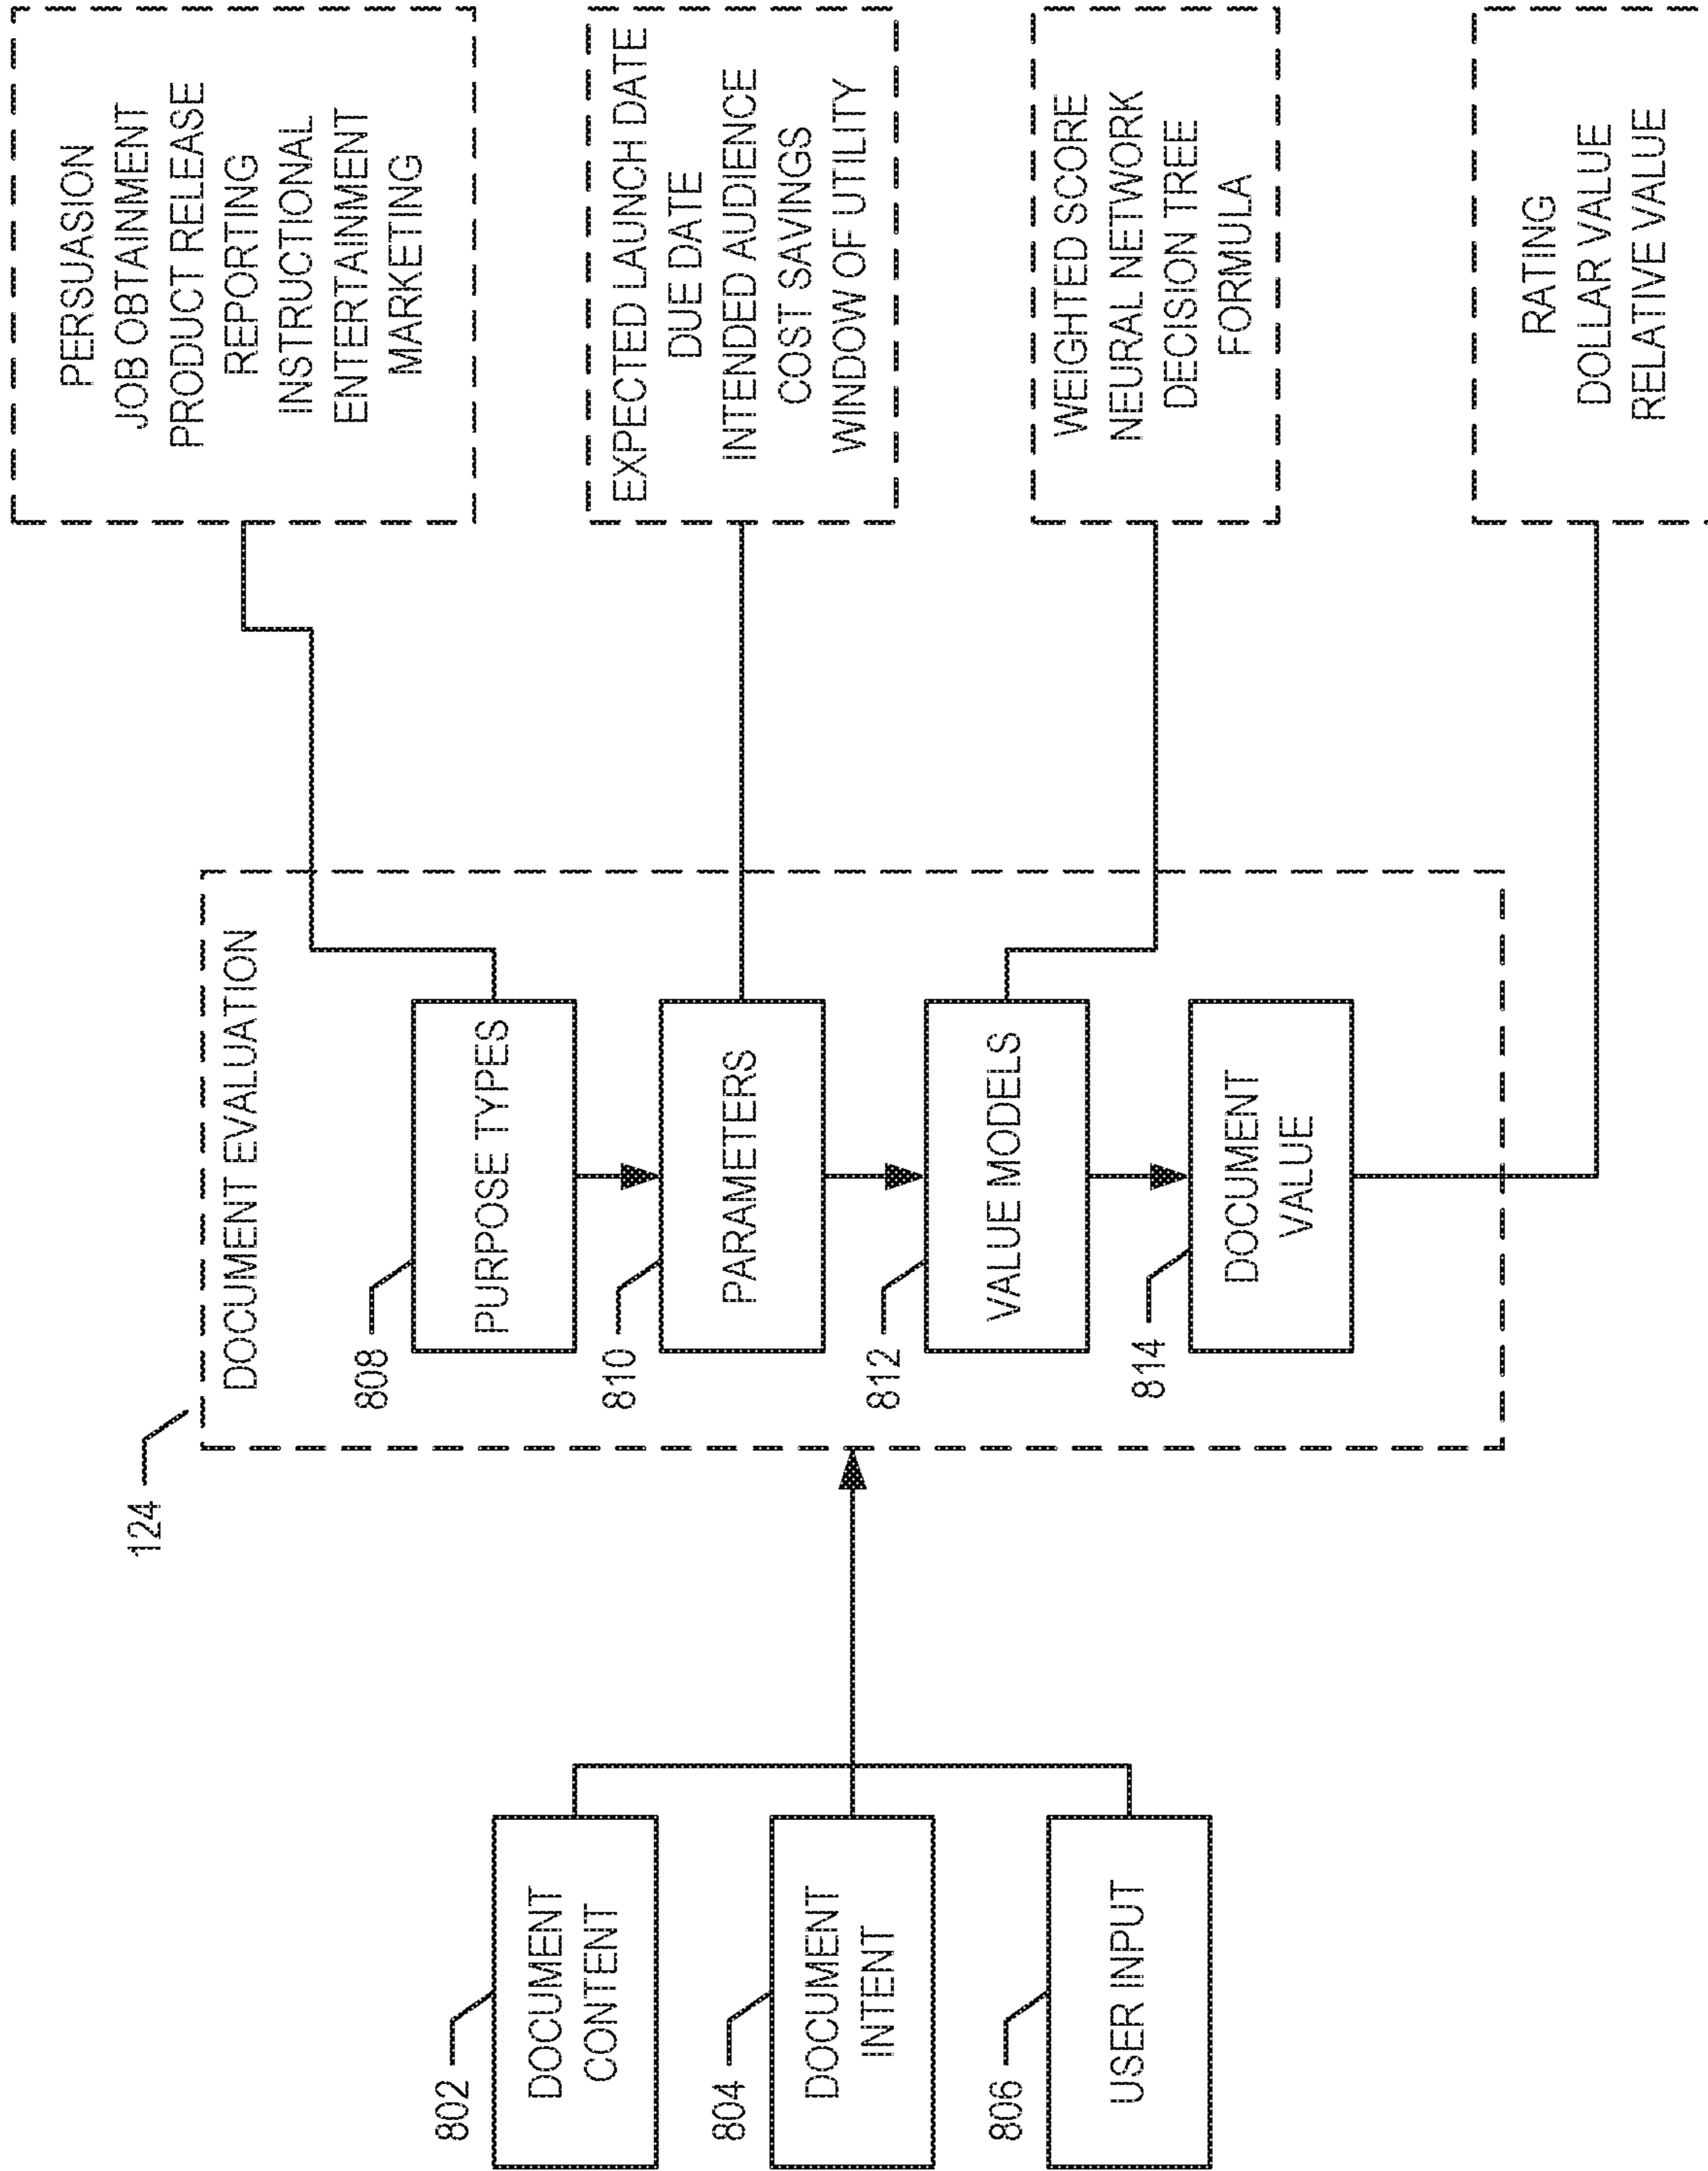 124
DOCUMENT EVALUATION
802
DOCUMENT
CONTENT
804
DOCUMENT
INTENT
806
USER INPUT
808
PURPOSE TYPES
810
PARAMETERS
812
VALUE MODELS
814
DOCUMENT
VALUE
PERSUASION
JOB OBTAINMENT
PRODUCT RELEASE
REPORTING
INSTRUCTIONAL
ENTERTAINMENT
MARKETING
EXPECTED LAUNCH DATE
DUE DATE
INTENDED AUDIENCE
COST SAVINGS
WINDOW OF UTILITY
WEIGHTED SCORE
NEURAL NETWORK
DECISION TREE
FORMULA
RATING
DOLLAR VALUE
RELATIVE VALUE